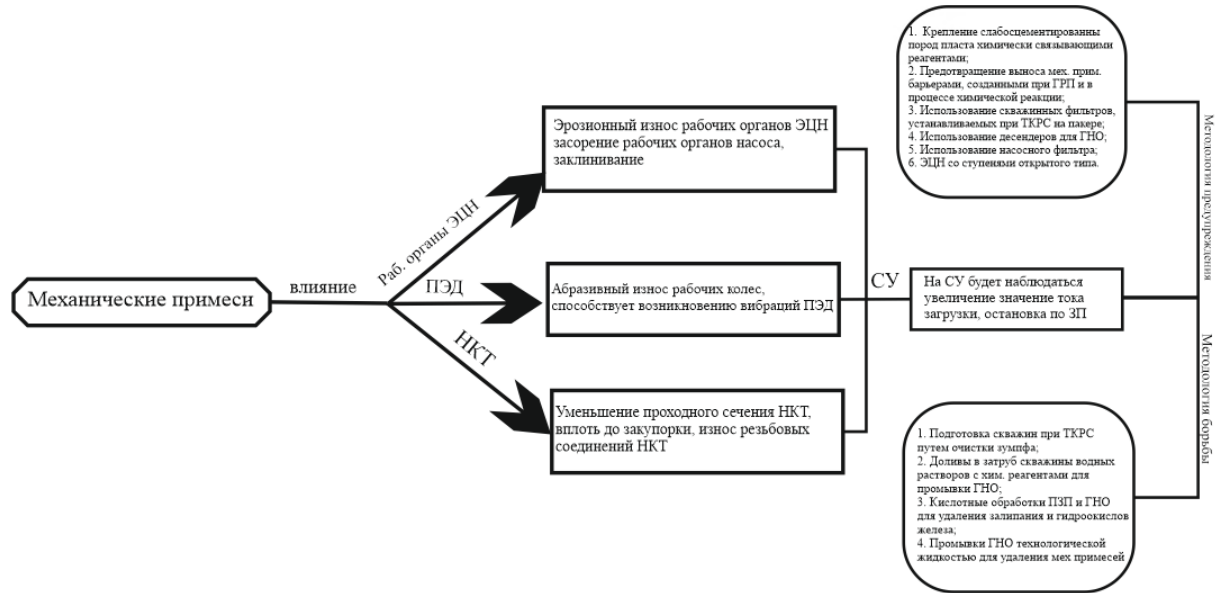 Механические примеси
влияние
Раб. органы ЭЦН
ПЭД
НКТ
Эрозионный износ рабочих органов ЭЦН
засорение рабочих органов насоса,
заклинивание
Абразивный износ рабочих колес,
способствует возникновению вибраций ПЭД
Уменьшение проходного сечения НКТ,
вплоть до закупорки, износ резьбовых
соединений НКТ
СУ
На СУ будет наблюдаться
увеличение значение тока
загрузки, остановка по ЗП
1. Крепление слабосцементированны
пород пласта химически связывающими
реагентами;
2. Предотвращение выноса мех. прим.
барьерами, созданными при ГРП и в
процессе химической реакции;
3. Использование скважинных фильтров,
устанавливаемых при ТКРС на пакере;
4. Использование десендеров для ГНО;
5. Использование насосного фильтра;
6. ЭЦН со ступенями открытого типа.
Методология предупреждения
Методология борьбы
1. Подготовка скважин при ТКРС
путем очистки зумпфа;
2. Доливы в затруб скважины водных
растворов с хим. реагентами для
промывки ГНО;
3. Кислотные обработки ПЗП и ГНО
для удаления залипания и гидроокислов
железа;
4. Промывки ГНО технологической
жидкостью для удаления мех примесей